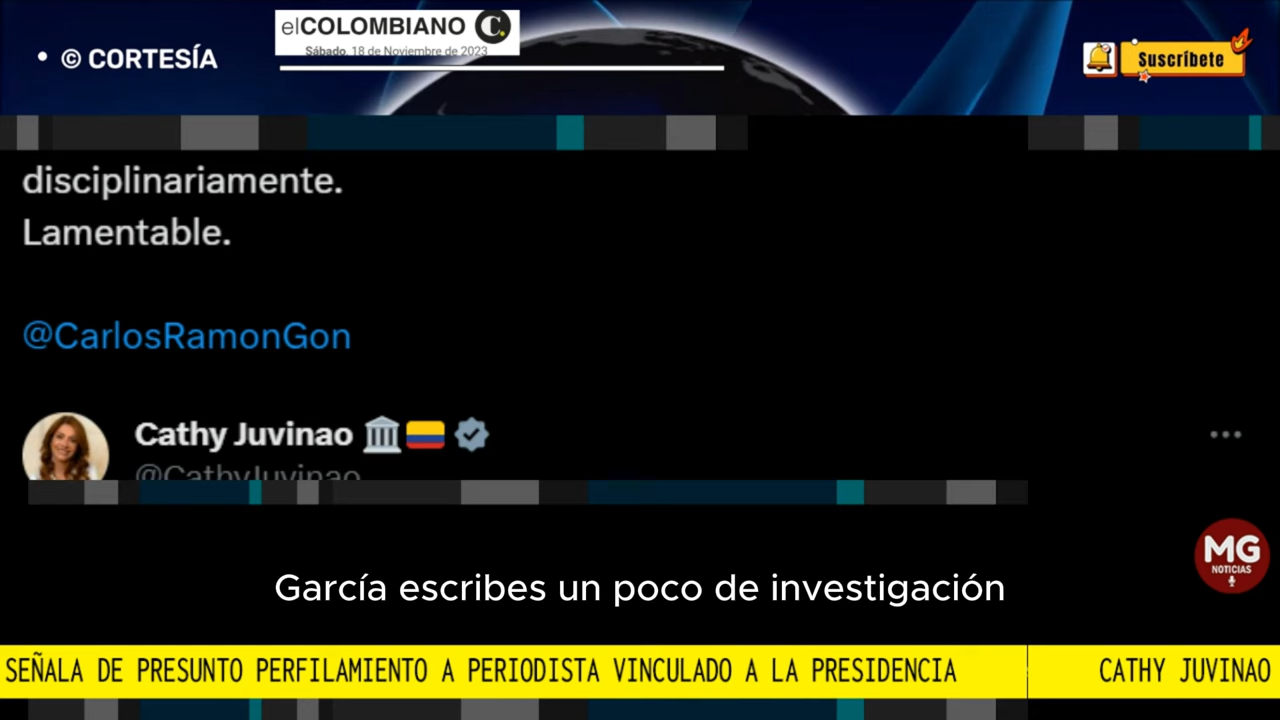 elCOLOMBIANO C.
Sábado, 18 de Noviembre de 2023
• © CORTESÍA
Suscríbete
disciplinariamente.
Lamentable.
@CarlosRamonGon
Cathy Juvinao
@CathyJuvinao
MG
NOTICIAS
García escribes un poco de investigación
SEÑALA DE PRESUNTO PERFILAMIENTO A PERIODISTA VINCULADO A LA PRESIDENCIA
CATHY JUVINAO